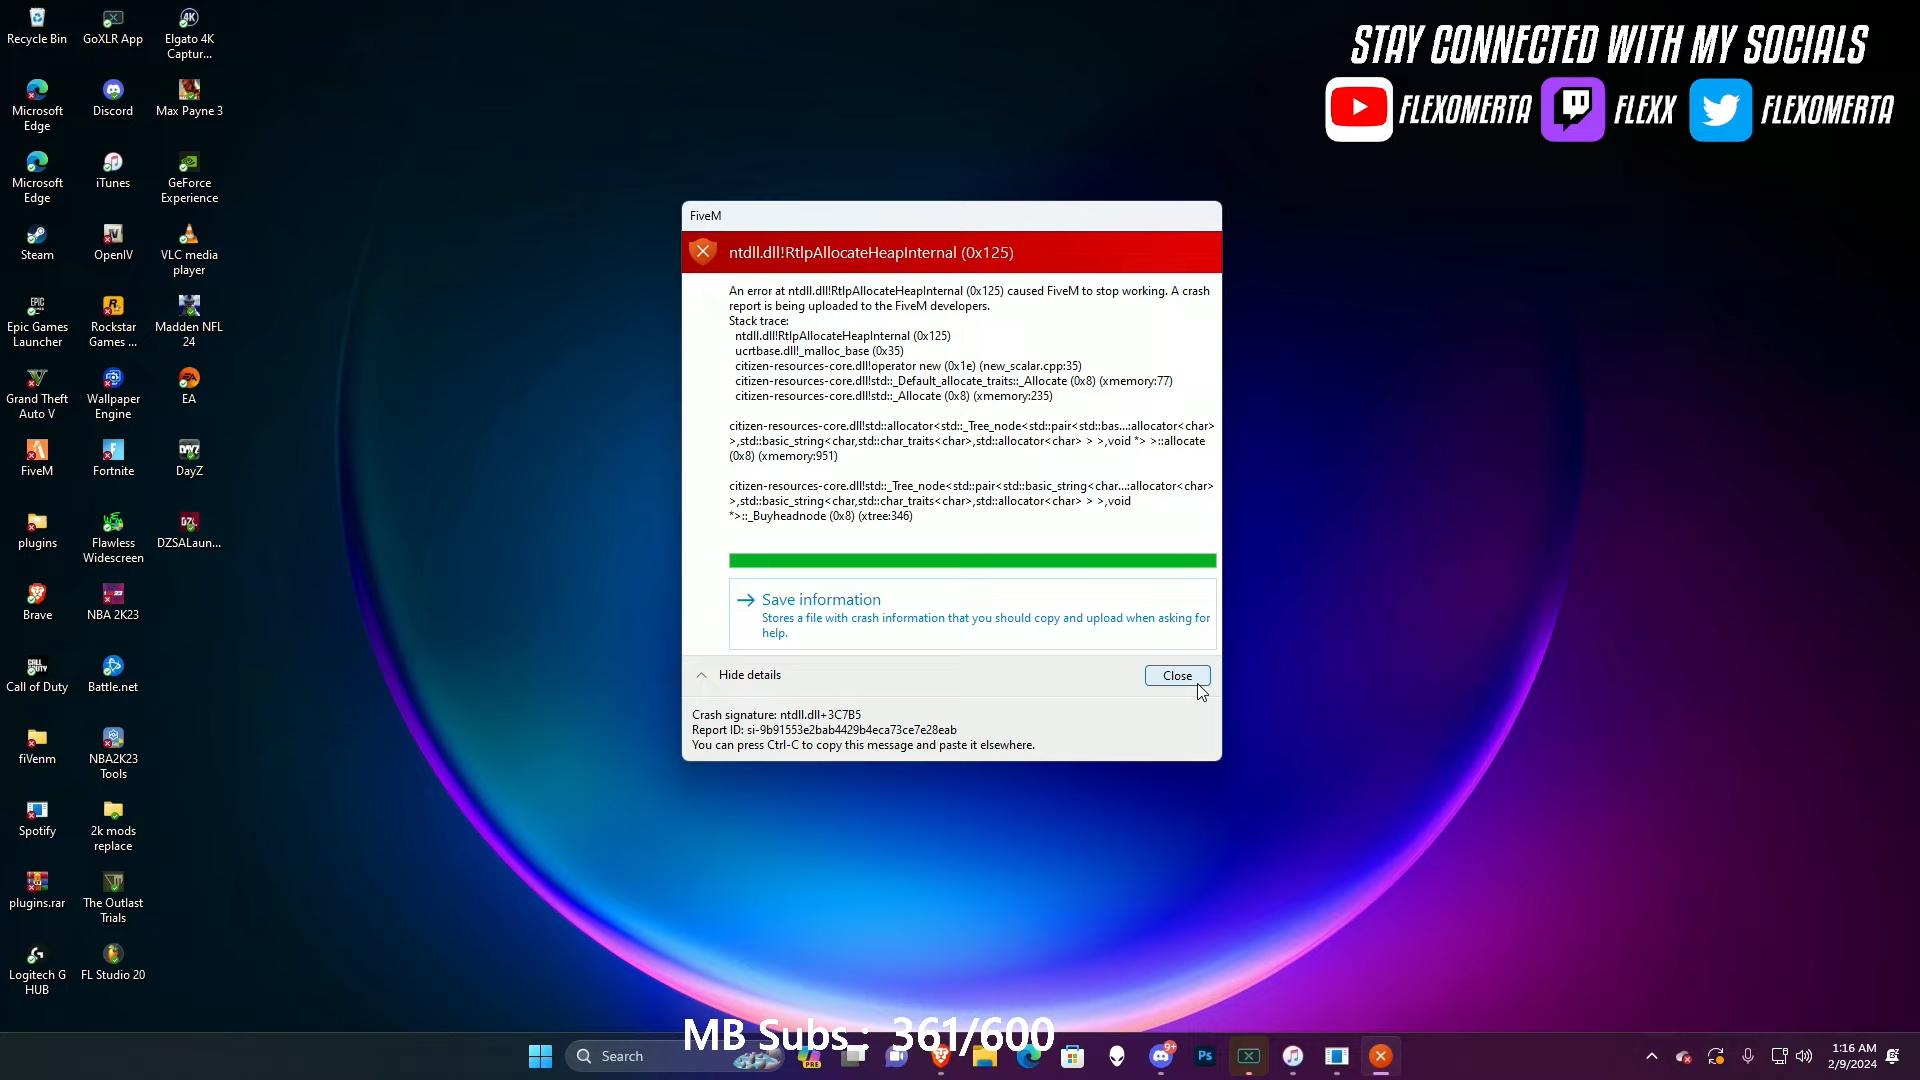 Recycle Bin
GoXLR App
Elgato 4K
Captur...
Microsoft
Edge
Discord
Max Payne 3
Microsoft
Edge
iTunes
GeForce
Experience
Steam
OpenIV
VLC media
player
Epic Games
Launcher
Rockstar
Games ...
Madden NFL
24
Grand Theft
Auto V
Wallpaper
Engine
EA
FiveM
Fortnite
DayZ
plugins
Flawless
Widescreen
DZSALaun...
Brave
NBA 2K23
Call of Duty
Battle.net
fiVenm
NBA2K23
Tools
Spotify
2k mods
replace
plugins.rar
The Outlast
Trials
Logitech G
HUB
FL Studio 20
STAY CONNECTED WITH MY SOCIALS
FLEXOMERTA
FLEXX
FLEXOMERTA
FiveM
ntdll.dll!RtlpAllocateHeapInternal (0x125)
An error at ntdll.dll!RtlpAllocateHeapInternal (0x125) caused FiveM to stop working. A crash
report is being uploaded to the FiveM developers.
Stack trace:
ntdll.dll!RtlpAllocateHeapInternal (0x125)
ucrtbase.dll!_malloc_base (0x35)
citizen-resources-core.dll!operator new (0x1e) (new_scalar.cpp:35)
citizen-resources-core.dll!std::_Default_allocate_traits::_Allocate (0x8) (xmemory:77)
citizen-resources-core.dll!std::_Allocate (0x8) (xmemory:235)
citizen-resources-core.dll!std::allocator<std::_Tree_node<std::pair<std::bas...:allocator<char>
>,std::basic_string<char,std::char_traits<char>,std::allocator<char> > >,void *> >::allocate
(0x8) (xmemory:951)
citizen-resources-core.dll!std::_Tree_node<std::pair<std::basic_string<char...:allocator<char>
>,std::basic_string<char,std::char_traits<char>,std::allocator<char> > >,void
*>::_Buyheadnode (0x8) (xtree:346)
Save information
Stores a file with crash information that you should copy and upload when asking for
help.
Hide details
Close
Crash signature: ntdll.dll+3C7B5
Report ID: si-9b91553e2bab4429b4eca73ce7e28eab
You can press Ctrl-C to copy this message and paste it elsewhere.
MB Subs : 361/600
Search
PRE
9+
Ps
1:16 AM
2/9/2024